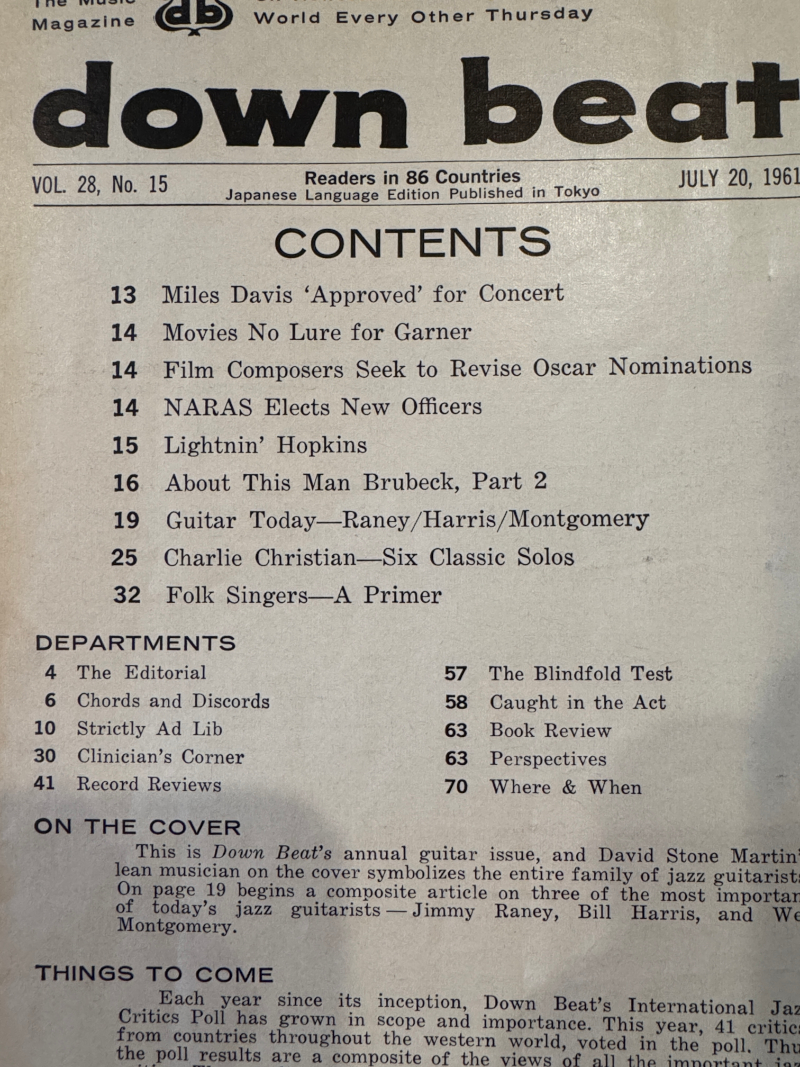 The Music
Magazine
db
World Every Other Thursday
down beat
VOL. 28, No. 15
Readers in 86 Countries
Japanese Language Edition Published in Tokyo
JULY 20, 1961
CONTENTS
13 Miles Davis ‘Approved’ for Concert
14 Movies No Lure for Garner
14 Film Composers Seek to Revise Oscar Nominations
14 NARAS Elects New Officers
15 Lightnin’ Hopkins
16 About This Man Brubeck, Part 2
19 Guitar Today—Raney/Harris/Montgomery
25 Charlie Christian—Six Classic Solos
32 Folk Singers—A Primer
DEPARTMENTS
4 The Editorial
6 Chords and Discords
10 Strictly Ad Lib
30 Clinician’s Corner
41 Record Reviews
57 The Blindfold Test
58 Caught in the Act
63 Book Review
63 Perspectives
70 Where & When
ON THE COVER
This is Down Beat’s annual guitar issue, and David Stone Martin’
lean musician on the cover symbolizes the entire family of jazz guitarists
On page 19 begins a composite article on three of the most importan
of today’s jazz guitarists — Jimmy Raney, Bill Harris, and We
Montgomery.
THINGS TO COME
Each year since its inception, Down Beat’s International Jaz
Critics Poll has grown in scope and importance. This year, 41 critic
from countries throughout the western world, voted in the poll. Thu
the poll results are a composite of the views of all the important jaz